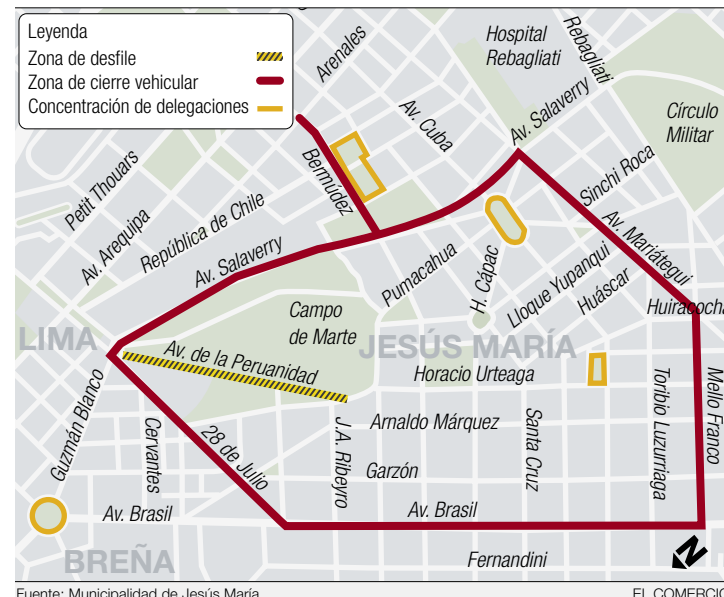 Leyenda
Zona de desfile
Zona de cierre vehicular
Concentración de delegaciones
Arenales
Hospital
Rebagliati
Rebagliati
Av. Cuba
Av. Salaverry
Círculo
Militar
Petit Thouars
Bermúdez
Sinchi Roca
Av. Arequipa
República de Chile
Av. Mariátegui
Av. Salaverry
Pumacahua
H. Cápac
Lloque Yupanqui
Huáscar
Huiracocha
Campo
de Marte
LIMA
JESÚS MARÍA
Av. de la Peruanidad
Horacio Urteaga
Mello Franco
Toribio Luzurriaga
Guzmán Blanco
Cervantes
28 de Julio
J.A. Ribeyro
Arnaldo Márquez
Santa Cruz
Garzón
Av. Brasil
Av. Brasil
BREÑA
Fernandini
N
Fuente: Municipalidad de Jesús María
EL COMERCIO